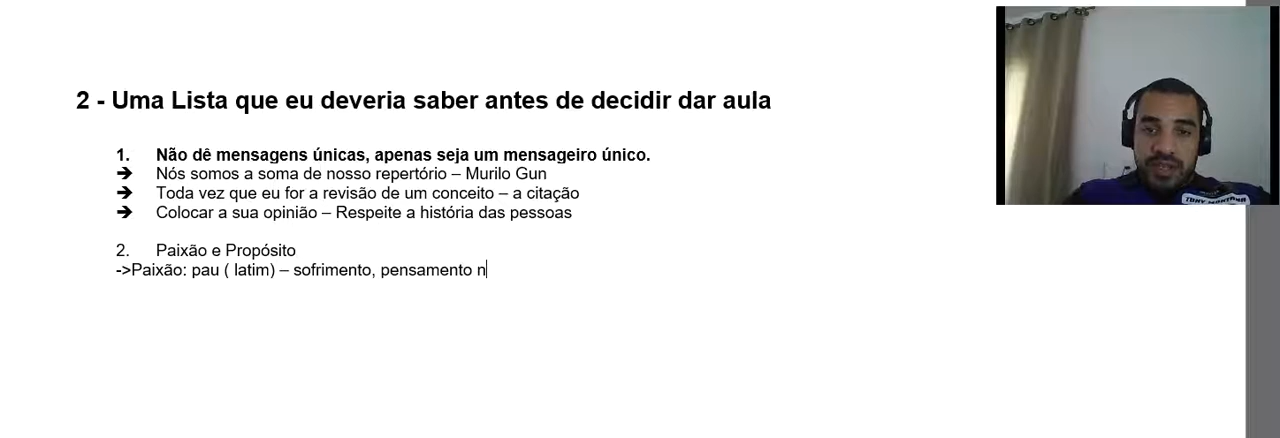 2 - Uma Lista que eu deveria saber antes de decidir dar aula
1. Não dê mensagens únicas, apenas seja um mensageiro único.
➔ Nós somos a soma de nosso repertório – Murilo Gun
➔ Toda vez que eu for a revisão de um conceito – a citação
➔ Colocar a sua opinião – Respeite a história das pessoas
2. Paixão e Propósito
->Paixão: pau ( latim) – sofrimento, pensamento n
TONY MONTANA